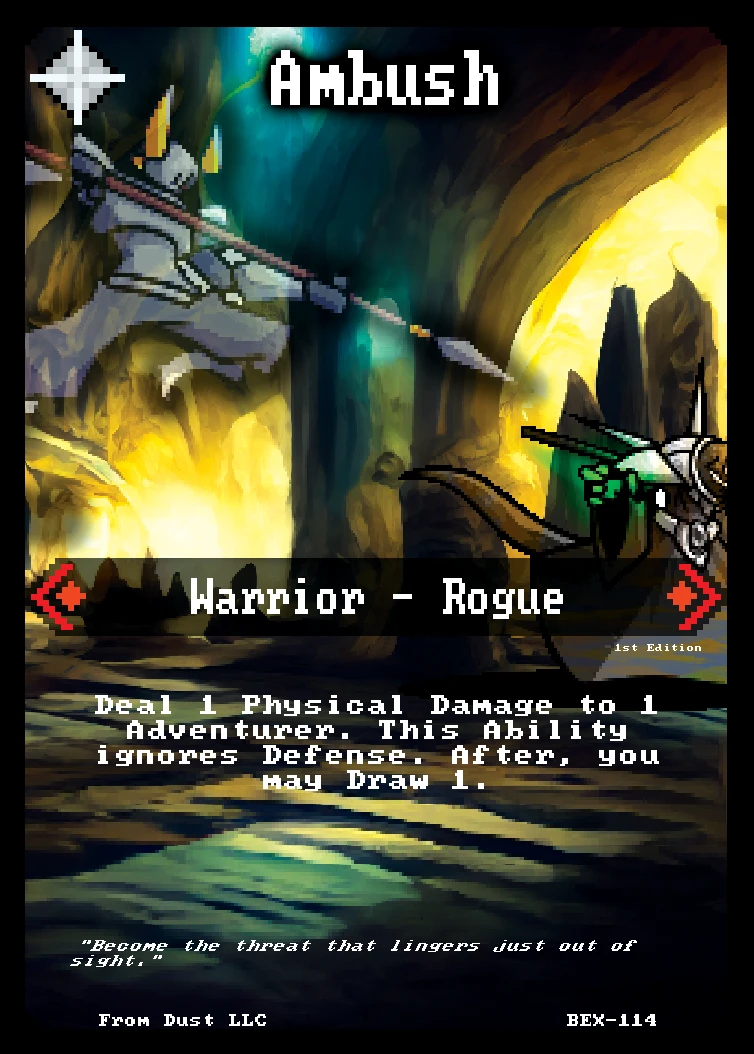 Ambush
Warrior - Rogue
1st Edition
Deal 1 Physical Damage to 1
Adventurer. This Ability
ignores Defense. After, you
may Draw 1.
"Become the threat that lingers just out of
sight."
From Dust LLC
BEX-114